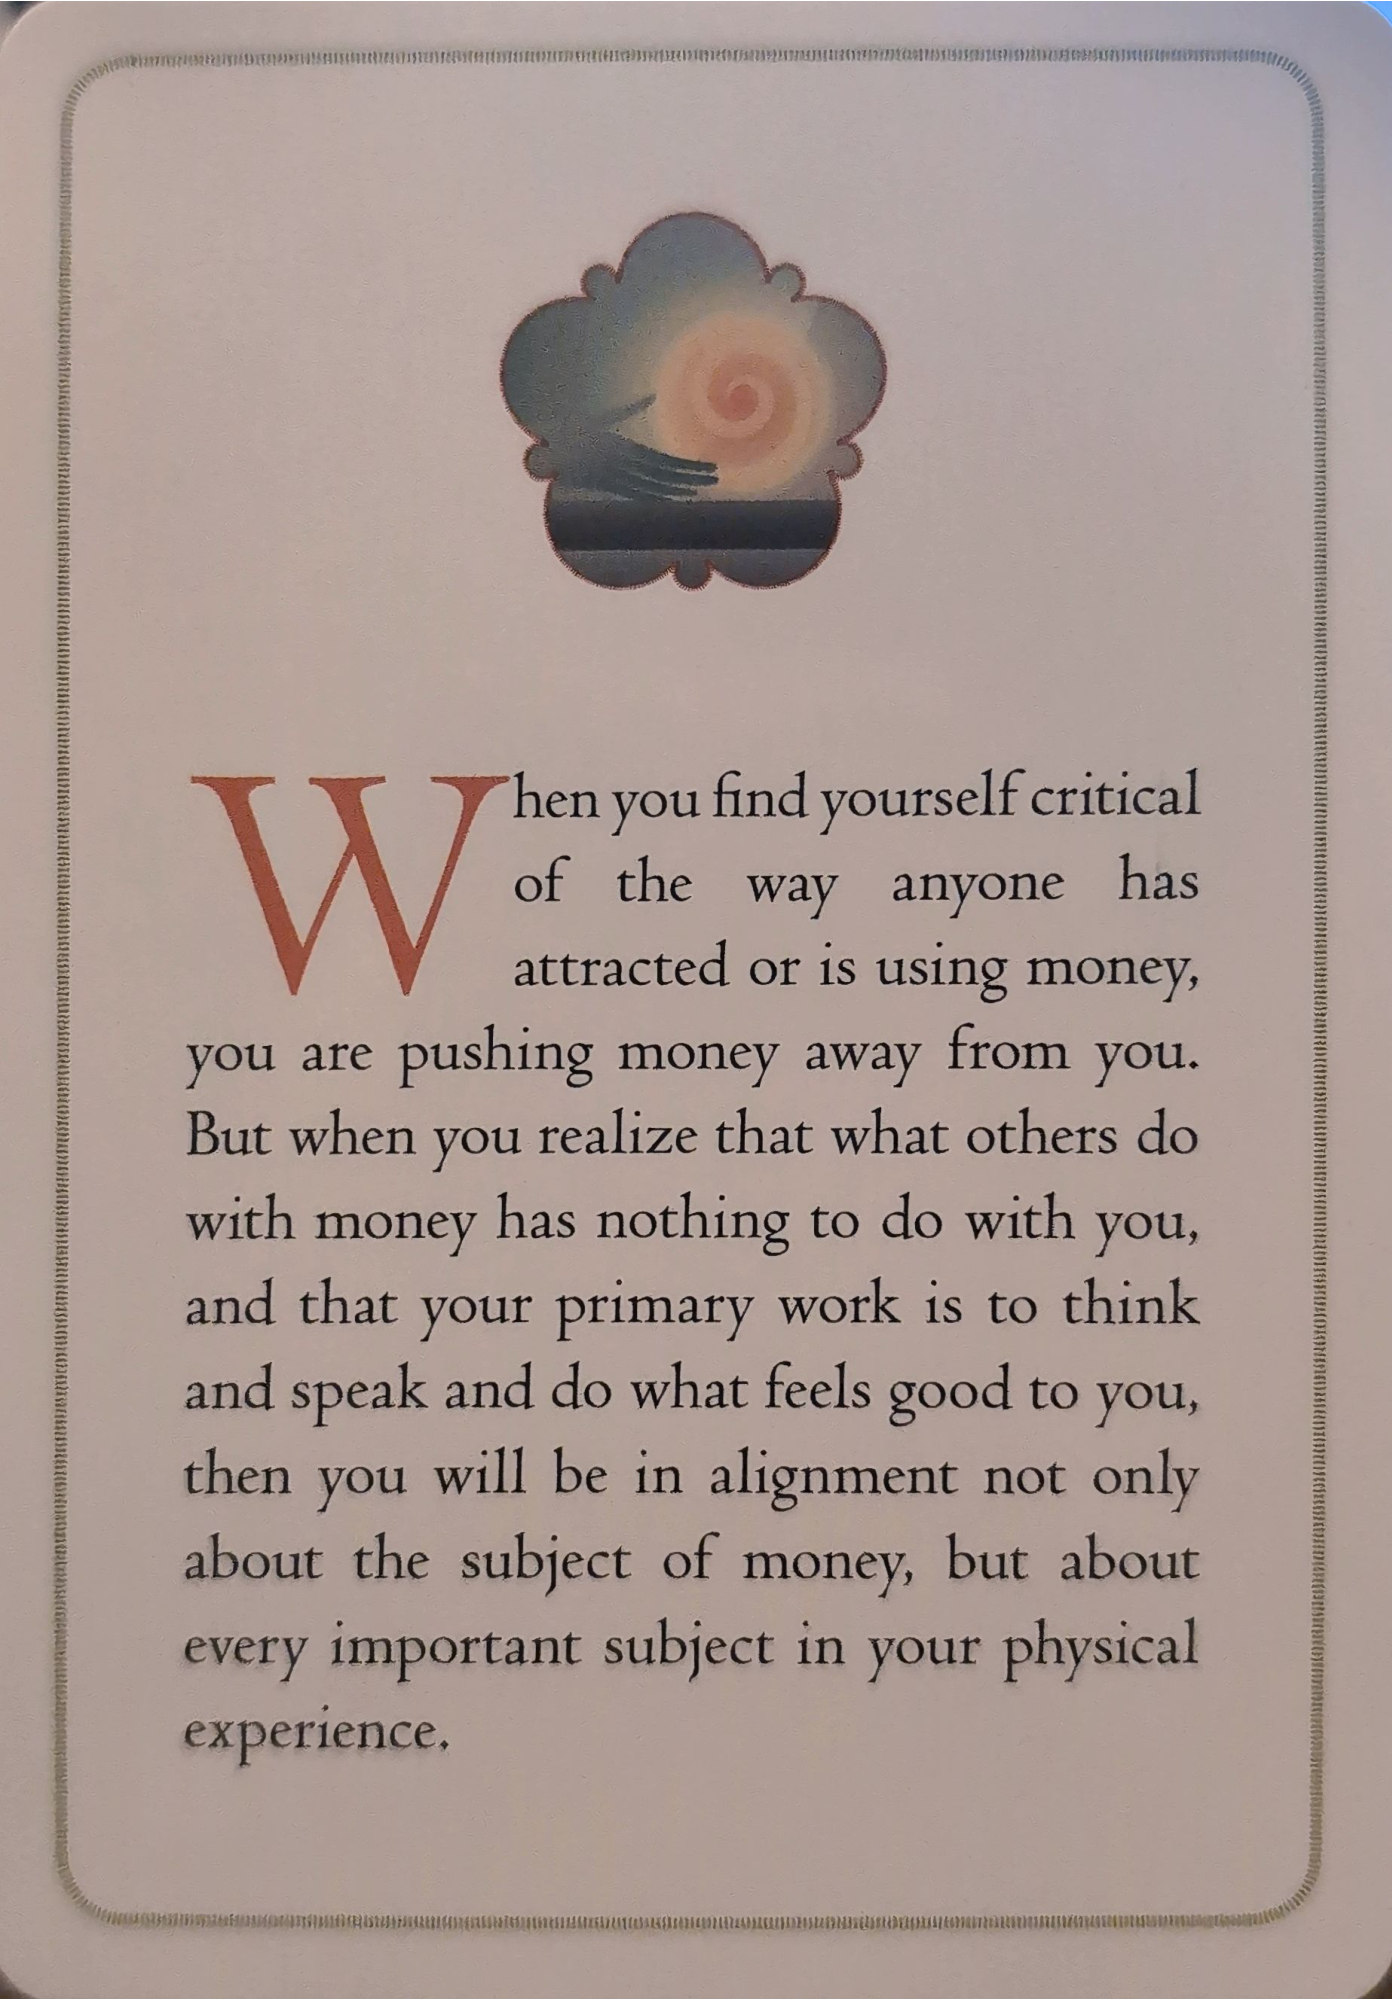 When you find yourself critical
of the way anyone has
attracted or is using money,
you are pushing money away from you.
But when you realize that what others do
with money has nothing to do with you,
and that your primary work is to think
and speak and do what feels good to you,
then you will be in alignment not only
about the subject of money, but about
every important subject in your physical
experience.